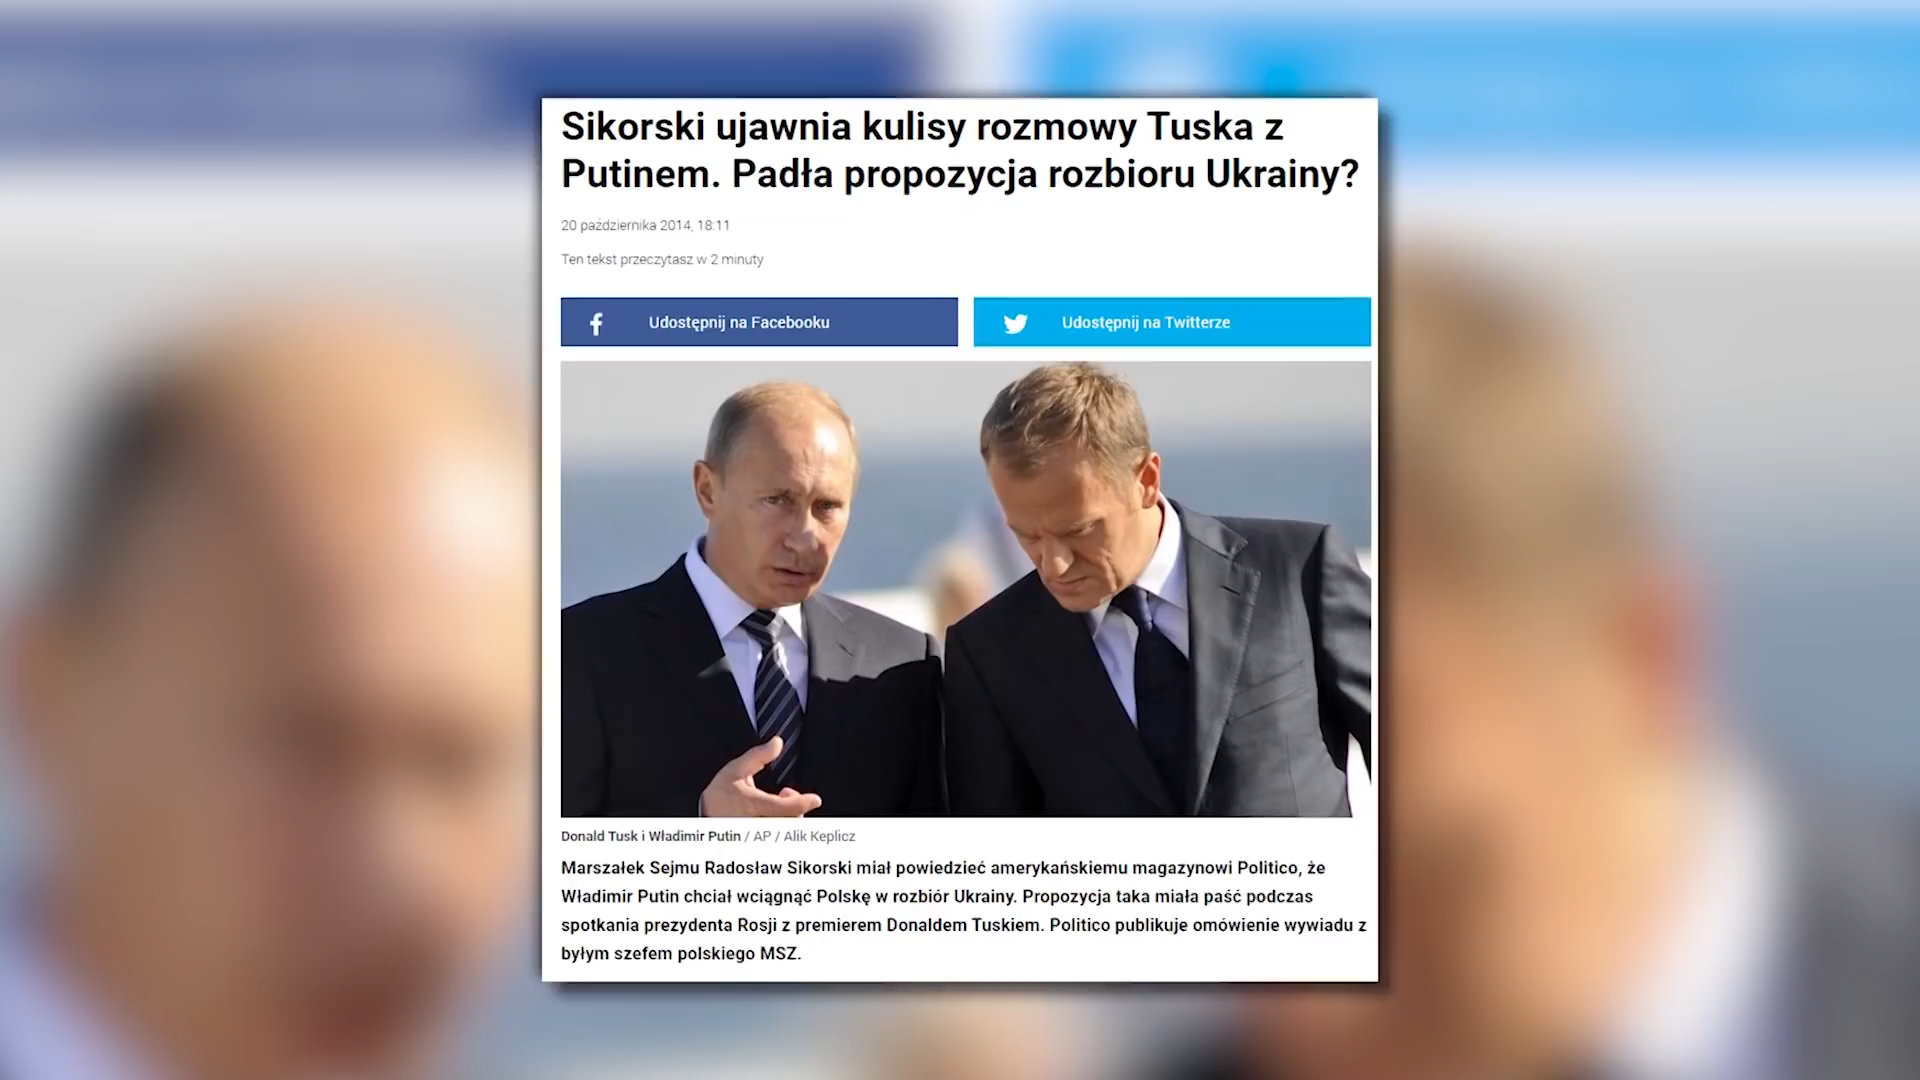 Sikorski ujawnia kulisy rozmowy Tuska z
Putinem. Padła propozycja rozbioru Ukrainy?
20 października 2014, 18:11
Ten tekst przeczytasz w 2 minuty
Udostępnij na Facebooku
Udostępnij na Twitterze
Donald Tusk i Władimir Putin / AP / Alik Keplicz
Marszałek Sejmu Radosław Sikorski miał powiedzieć amerykańskiemu magazynowi Politico, że
Władimir Putin chciał wciągnąć Polskę w rozbiór Ukrainy. Propozycja taka miała paść podczas
spotkania prezydenta Rosji z premierem Donaldem Tuskiem. Politico publikuje omówienie wywiadu z
byłym szefem polskiego MSZ.